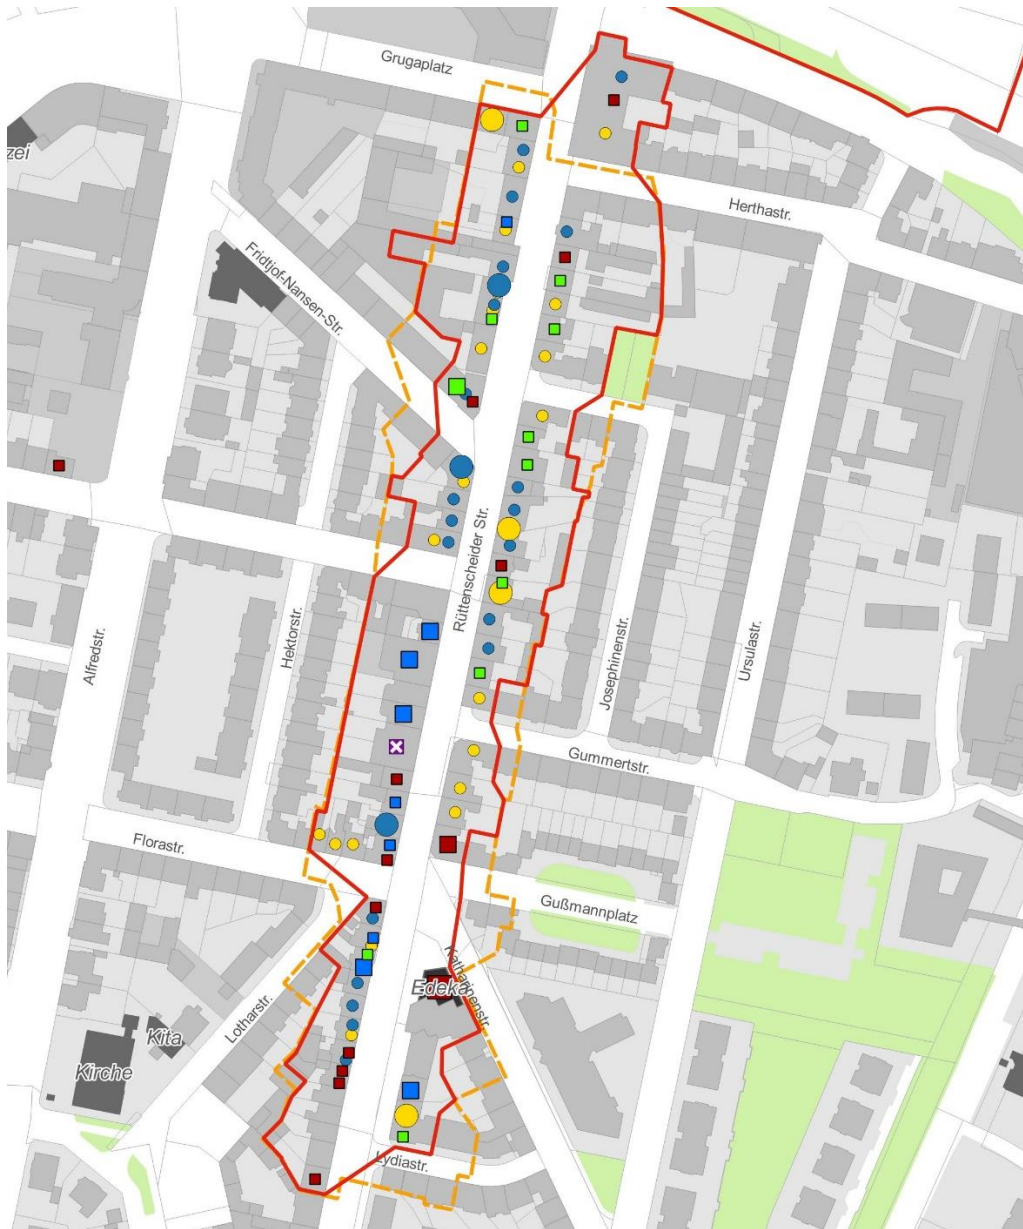 Grugaplatz
zei
Herthastr.
Fridtjof-Nansen-Str.
Rüttenscheider Str.
Alfredstr.
Hektorstr.
Josephinenstr.
Ursulastr.
Gummertstr.
Florastr.
Gußmannplatz
Katharinenstr.
Edeka
Lotharstr.
Kita
Kirche
Lydiastr.